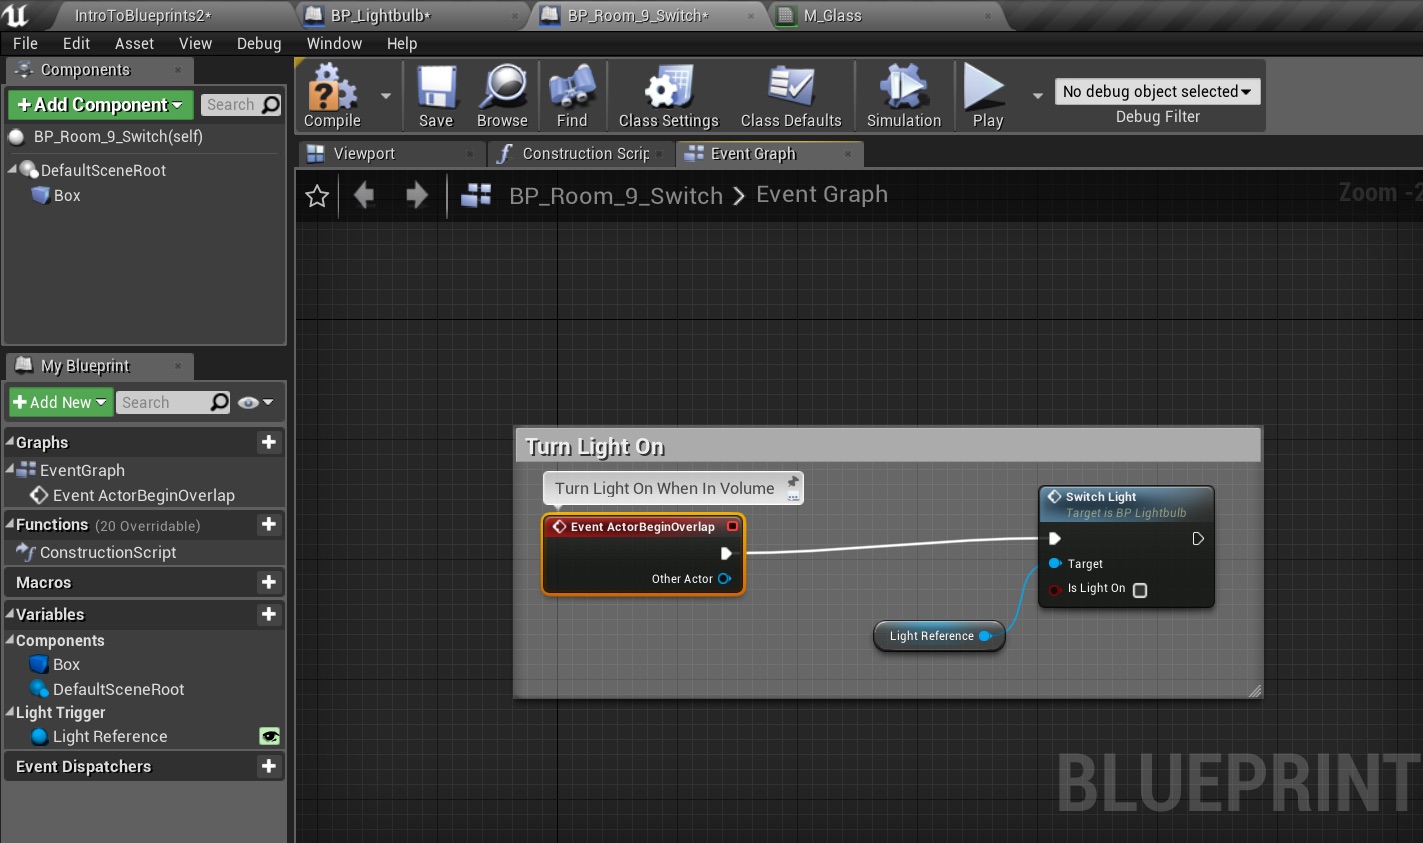 IntroToBlueprints2*
BP_Lightbulb*
BP_Room_9_Switch*
M_Glass
File Edit Asset View Debug Window Help
Components
+Add Component
Search
BP_Room_9_Switch(self)
DefaultSceneRoot
Box
Compile
Save
Browse
Find
Class Settings
Class Defaults
Simulation
Play
No debug object selected
Debug Filter
Viewport
Construction Scrip
Event Graph
BP_Room_9_Switch > Event Graph
Zoom -2
My Blueprint
+Add New
Search
Graphs
EventGraph
Event ActorBeginOverlap
Functions (20 Overridable)
ConstructionScript
Macros
Variables
Components
Box
DefaultSceneRoot
Light Trigger
Light Reference
Event Dispatchers
Turn Light On
Turn Light On When In Volume
Event ActorBeginOverlap
Other Actor
Light Reference
Switch Light
Target is BP Lightbulb
Target
Is Light On
BLUEPRINT